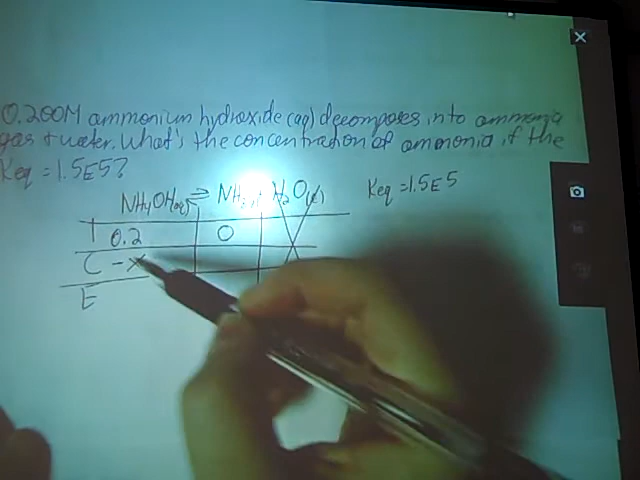 0.200M ammonium hydroxide (aq) decomposes into ammonia
gas + water. What's the concentration of ammonia if the
Keq = 1.5E5?
NH4OH(aq) ⇌ NH3 + H2O(l) Keq = 1.5E5
I 0.2 0
C -x
E